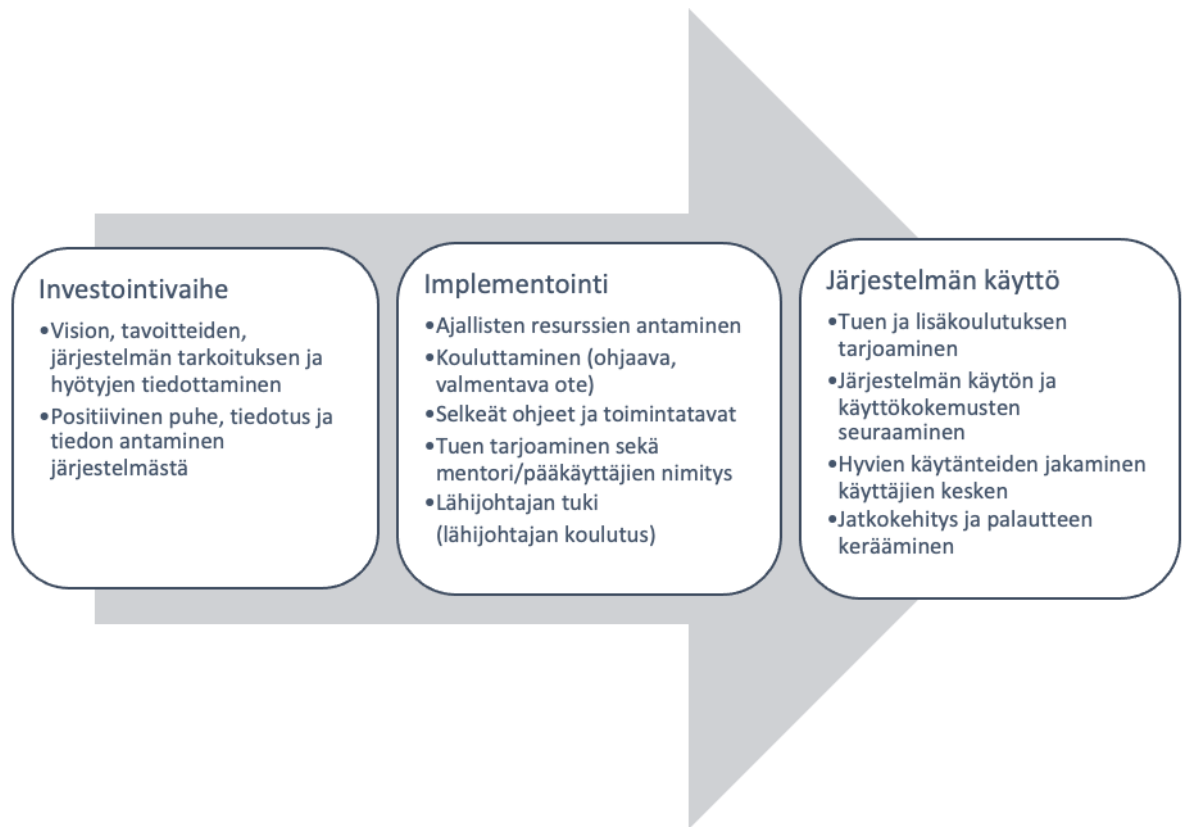 Investointivaihe
•Vision, tavoitteiden,
järjestelmän tarkoituksen ja
hyötyjen tiedottaminen
•Positiivinen puhe, tiedotus ja
tiedon antaminen
järjestelmästä
Implementointi
•Ajallisten resurssien antaminen
•Kouluttaminen (ohjaava,
valmentava ote)
•Selkeät ohjeet ja toimintatavat
•Tuen tarjoaminen sekä
mentori/pääkäyttäjien nimitys
•Lähijohtajan tuki
(lähijohtajan koulutus)
Järjestelmän käyttö
•Tuen ja lisäkoulutuksen
tarjoaminen
•Järjestelmän käytön ja
käyttökokemusten
seuraaminen
•Hyvien käytänteiden jakaminen
käyttäjien kesken
•Jatkokehitys ja palautteen
kerääminen